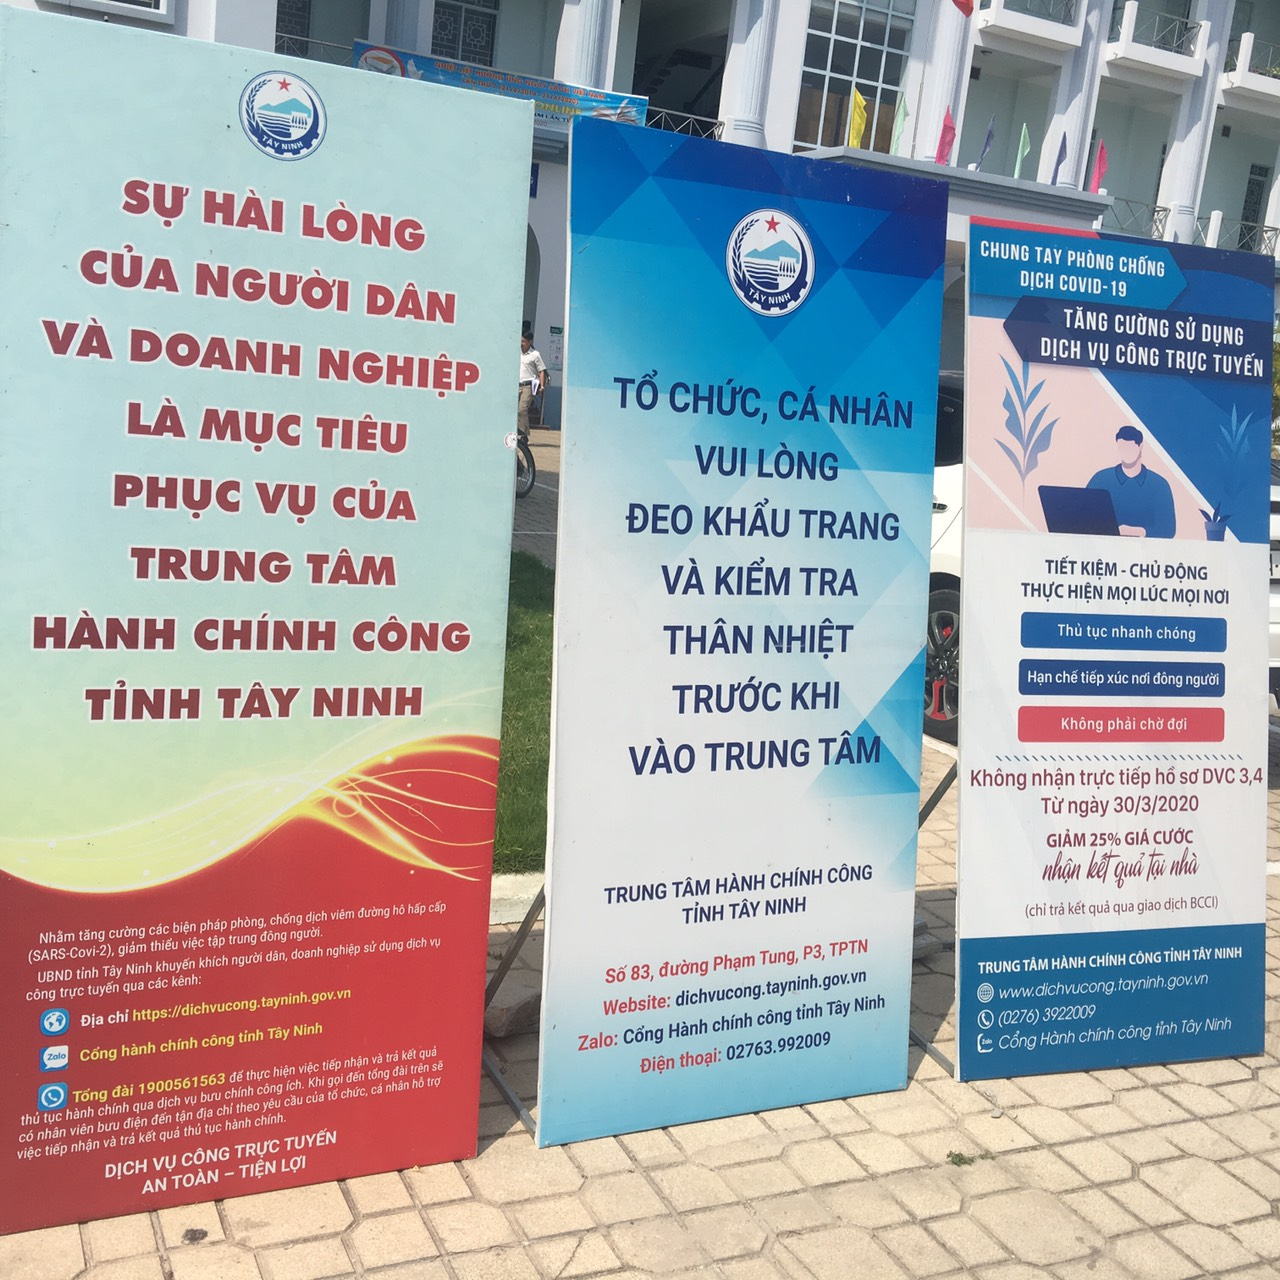 TÂY NINH
SỰ HÀI LÒNG
CỦA NGƯỜI DÂN
VÀ DOANH NGHIỆP
LÀ MỤC TIÊU
PHỤC VỤ CỦA
TRUNG TÂM
HÀNH CHÍNH CÔNG
TỈNH TÂY NINH
Nhằm tăng cường các biện pháp phòng, chống dịch viêm đường hô hấp cấp
(SARS-Covi-2), giảm thiểu việc tập trung đông người.
UBND tỉnh Tây Ninh khuyến khích người dân, doanh nghiệp sử dụng dịch vụ
công trực tuyến qua các kênh:
Địa chỉ https://dichvucong.tayninh.gov.vn
Zalo Cổng hành chính công tỉnh Tây Ninh
Tổng đài 1900561563 để thực hiện việc tiếp nhận và trả kết quả
thủ tục hành chính qua dịch vụ bưu chính công ích. Khi gọi đến tổng đài trên sẽ
có nhân viên bưu điện đến tận địa chỉ theo yêu cầu của tổ chức, cá nhân hỗ trợ
việc tiếp nhận và trả kết quả thủ tục hành chính.
DỊCH VỤ CÔNG TRỰC TUYẾN
AN TOÀN – TIỆN LỢI
TÂY NINH
TỔ CHỨC, CÁ NHÂN
VUI LÒNG
ĐEO KHẨU TRANG
VÀ KIỂM TRA
THÂN NHIỆT
TRƯỚC KHI
VÀO TRUNG TÂM
TRUNG TÂM HÀNH CHÍNH CÔNG
TỈNH TÂY NINH
Số 83, đường Phạm Tung, P3, TPTN
Website: dichvucong.tayninh.gov.vn
Zalo: Cổng Hành chính công tỉnh Tây Ninh
Điện thoại: 02763.992009
CHUNG TAY PHÒNG CHỐNG
DỊCH COVID-19
TĂNG CƯỜNG SỬ DỤNG
DỊCH VỤ CÔNG TRỰC TUYẾN
TIẾT KIỆM - CHỦ ĐỘNG
THỰC HIỆN MỌI LÚC MỌI NƠI
Thủ tục nhanh chóng
Hạn chế tiếp xúc nơi đông người
Không phải chờ đợi
Không nhận trực tiếp hồ sơ DVC 3,4
Từ ngày 30/3/2020
GIẢM 25% GIÁ CƯỚC
nhận kết quả tại nhà
(chỉ trả kết quả qua giao dịch BCCI)
TRUNG TÂM HÀNH CHÍNH CÔNG TỈNH TÂY NINH
www.dichvucong.tayninh.gov.vn
(0276) 3922009
Zalo Cổng Hành chính công tỉnh Tây Ninh